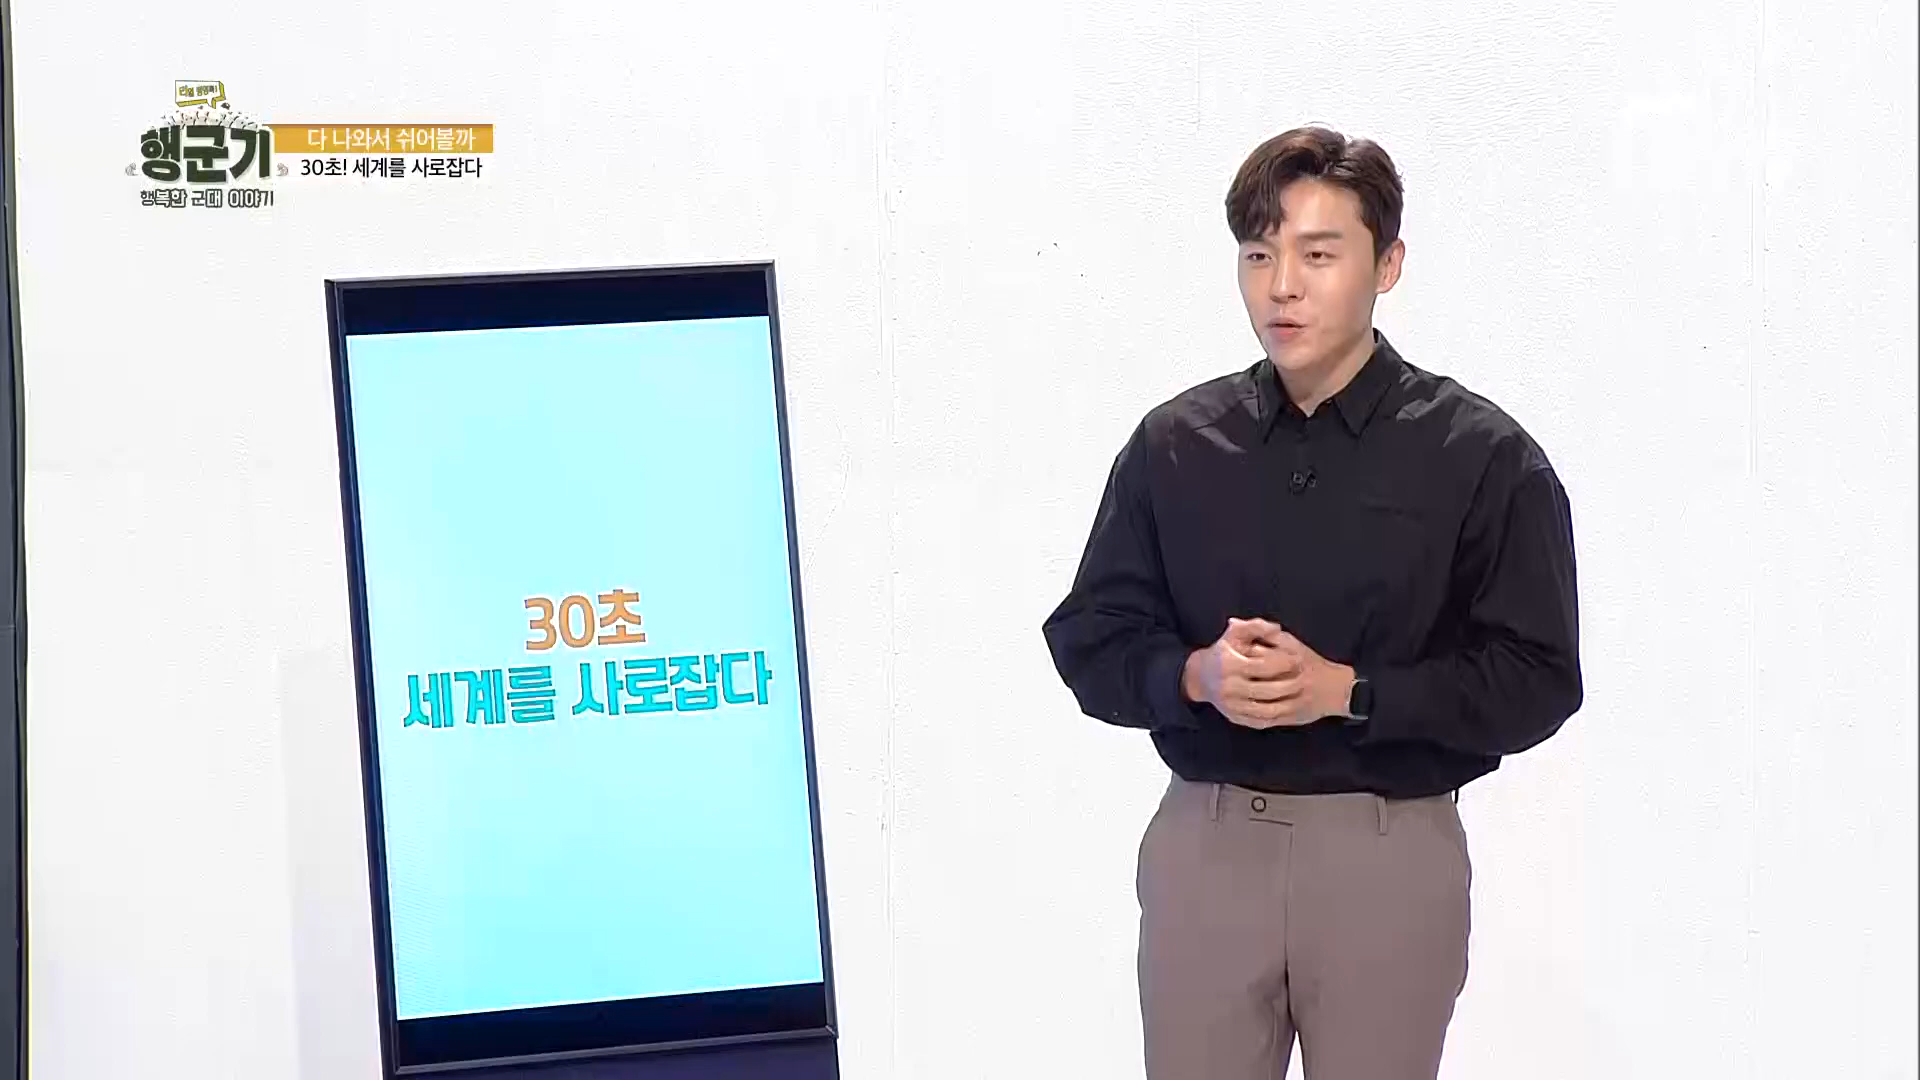 행군기
행복한 군대 이야기
다 나와서 쉬어볼까
30초! 세계를 사로잡다
30초
세계를 사로잡다